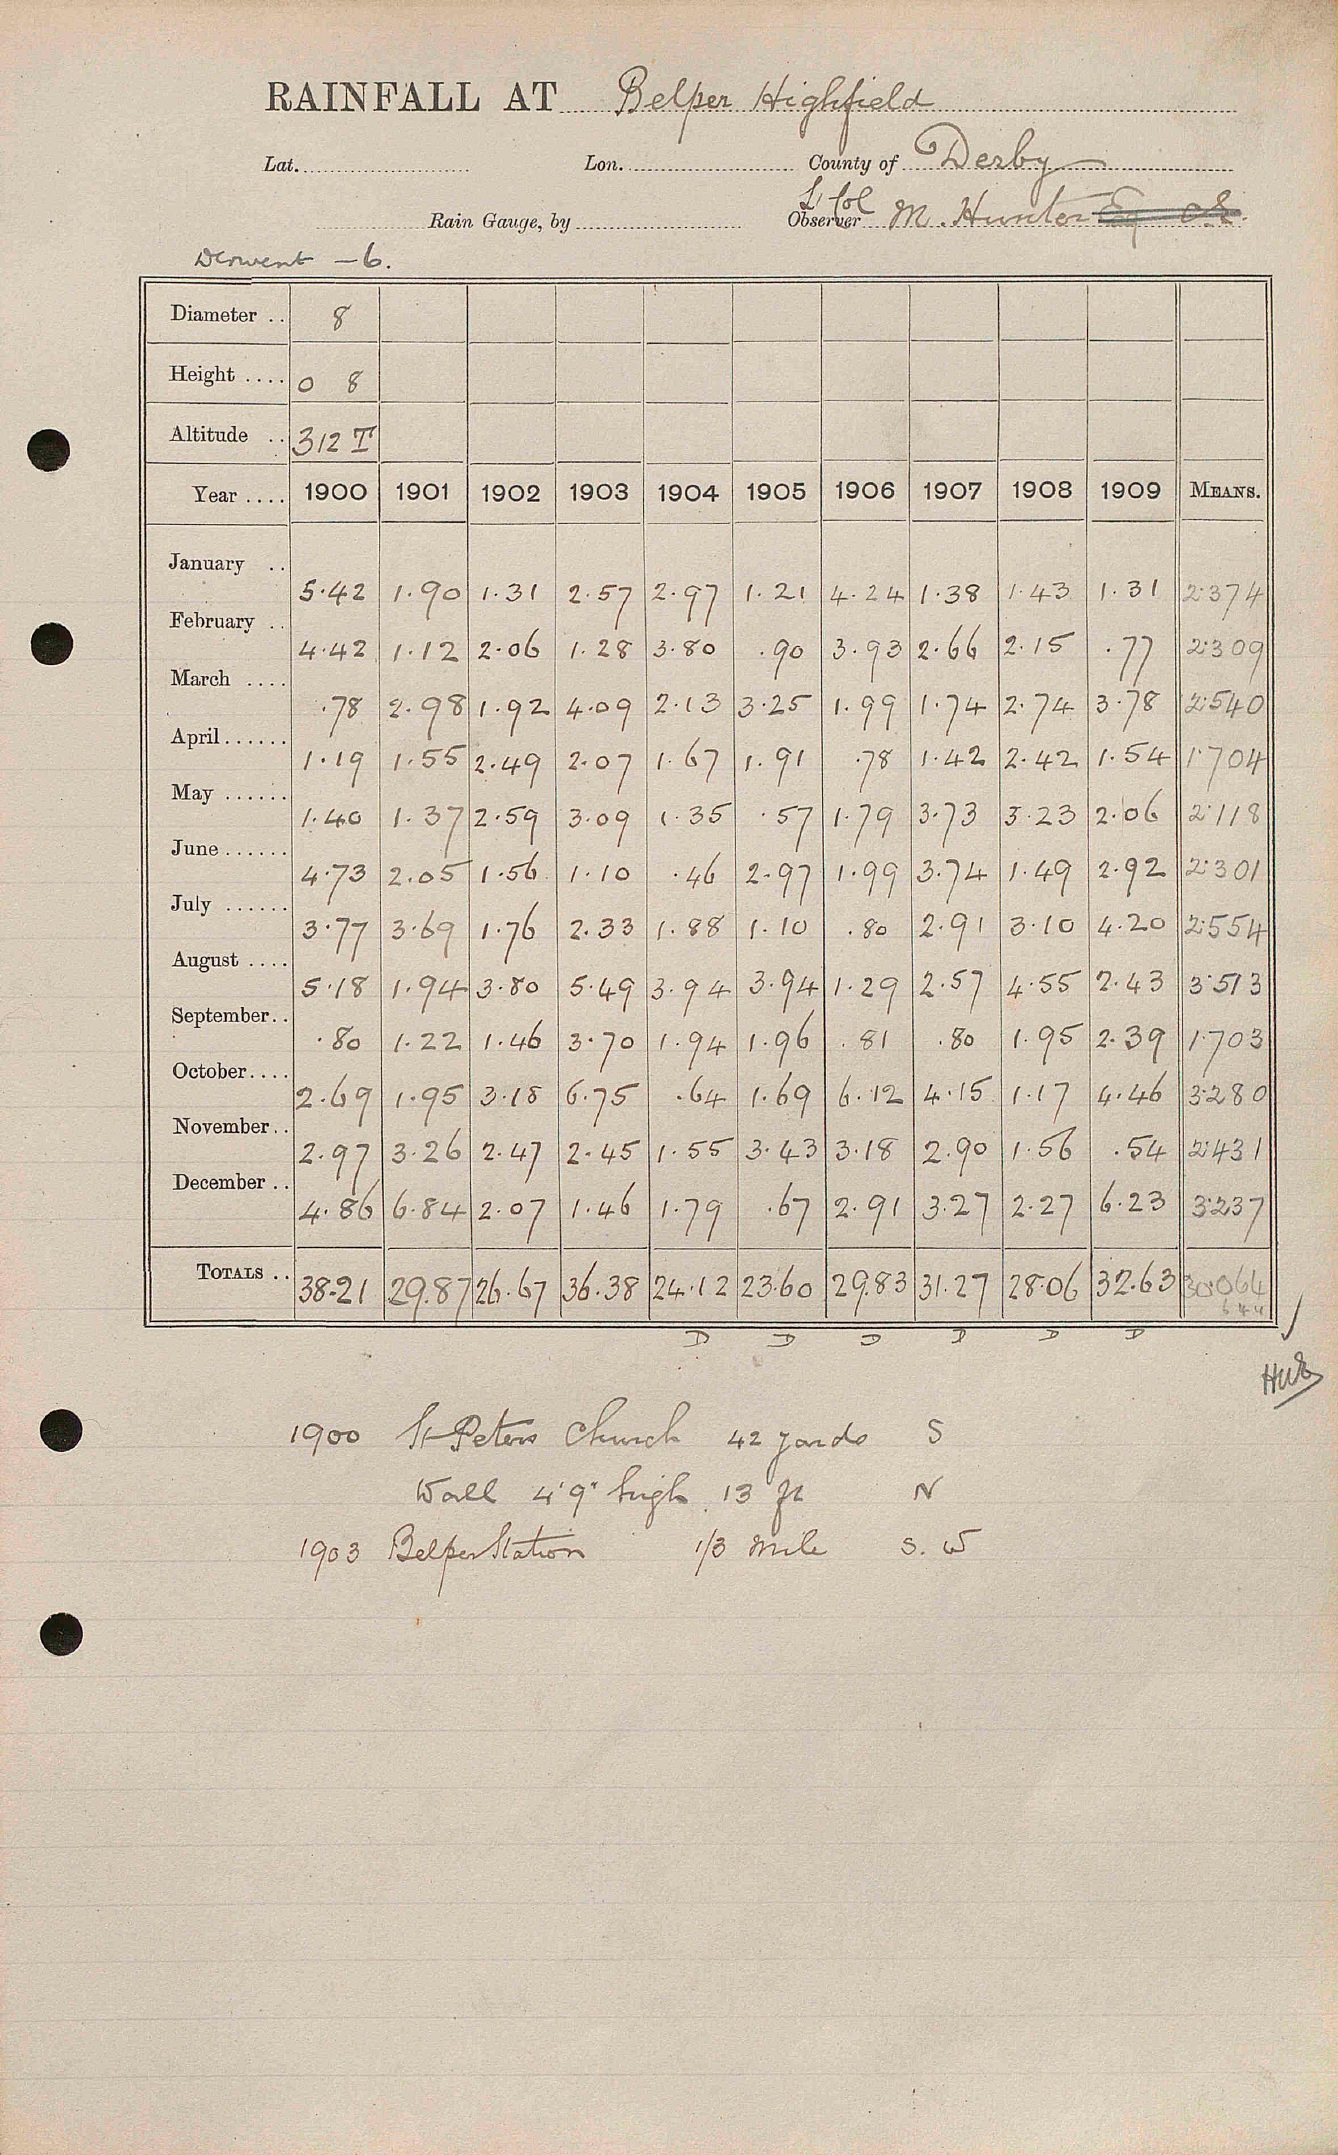 RAINFALL AT Belper Highfield
Lat. Lon. County of Derby
Rain Gauge, by Observer Lt Col M. Hunter
Derwent - 6.
Diameter .. 8
Height .... 0 8
Altitude .. 312 T
Year .... 1900 1901 1902 1903 1904 1905 1906 1907 1908 1909 MEANS.
January .. 5.42 1.90 1.31 2.57 2.97 1.21 4.24 1.38 1.43 1.31 2.374
February .. 4.42 1.12 2.06 1.28 3.80 .90 3.93 2.66 2.15 .77 2.309
March .... .78 2.98 1.92 4.09 2.13 3.25 1.99 1.74 2.74 3.78 2.540
April...... 1.19 1.55 2.49 2.07 1.67 1.91 .78 1.42 2.42 1.54 1.704
May ...... 1.40 1.37 2.59 3.09 1.35 .57 1.79 3.73 3.23 2.06 2.118
June...... 4.73 2.05 1.56 1.10 .46 2.97 1.99 3.74 1.49 2.92 2.301
July ...... 3.77 3.69 1.76 2.33 1.88 1.10 .80 2.91 3.10 4.20 2.554
August .... 5.18 1.94 3.80 5.49 3.94 3.94 1.29 2.57 4.55 2.43 3.513
September.. .80 1.22 1.46 3.70 1.94 1.96 .81 .80 1.95 2.39 1.703
October.... 2.69 1.95 3.18 6.75 .64 1.69 6.12 4.15 1.17 4.46 3.280
November.. 2.97 3.26 2.47 2.45 1.55 3.43 3.18 2.90 1.56 .54 2.431
December .. 4.86 6.84 2.07 1.46 1.79 .67 2.91 3.27 2.27 6.23 3.237
TOTALS .. 38.21 29.87 26.67 36.38 24.12 23.60 29.83 31.27 28.06 32.63 30.064
D D D D D D
1900 St Peters Church 42 yards S
Wall 4'9" high 13 ft N
1903 Belper Station 1/3 mile S. W